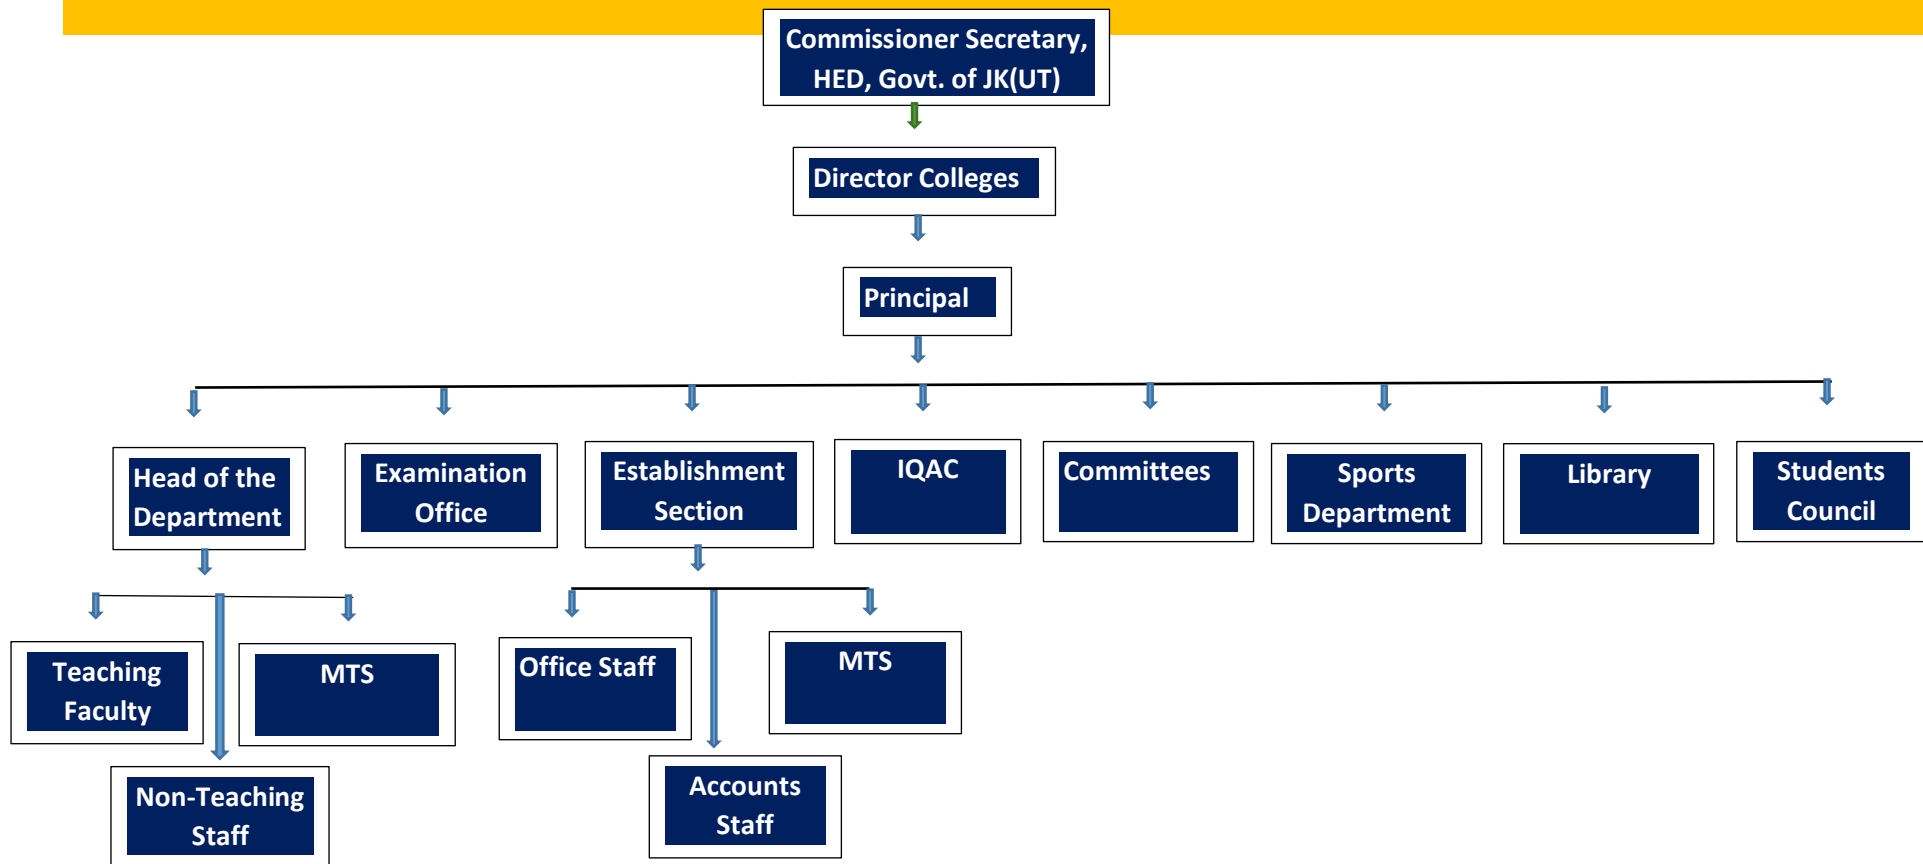 Commissioner Secretary,
HED, Govt. of JK(UT)
Director Colleges
Principal
Head of the
Department
Examination
Office
Establishment
Section
IQAC
Committees
Sports
Department
Library
Students
Council
Teaching
Faculty
MTS
Office Staff
MTS
Non-Teaching
Staff
Accounts
Staff